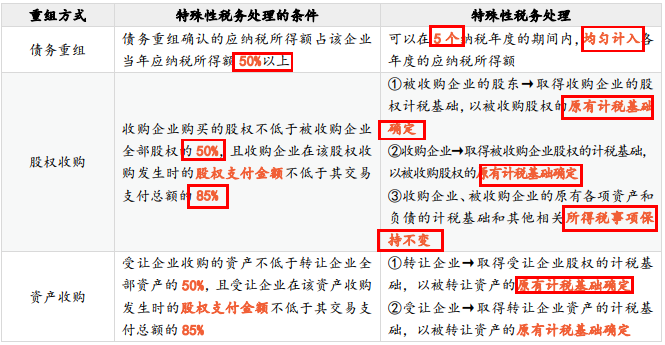 重组方式 特殊性税务处理的条件 特殊性税务处理
债务重组
债务重组确认的应纳税所得额占该企业
当年应纳税所得额 50%以上
可以在 5 个纳税年度的期间内，均匀计入各
年度的应纳税所得额
股权收购
收购企业购买的股权不低于被收购企业
全部股权的 50%，且收购企业在该股权收
购发生时的股权支付金额不低于其交易
支付总额的 85%
①被收购企业的股东→取得收购企业的股
权计税基础，以被收购股权的原有计税基础
确定
②收购企业→取得被收购企业股权的计税基础，
以被收购股权的原有计税基础确定
③收购企业、被收购企业的原有各项资产和
负债的计税基础和其他相关所得税事项保
持不变
资产收购
受让企业收购的资产不低于转让企业全
部资产的 50%，且受让企业在该资产收购
发生时的股权支付金额不低于其交易支
付总额的 85%
①转让企业→取得受让企业股权的计税基
础，以被转让资产的原有计税基础确定
②受让企业→取得转让企业资产的计税基
础，以被转让资产的原有计税基础确定